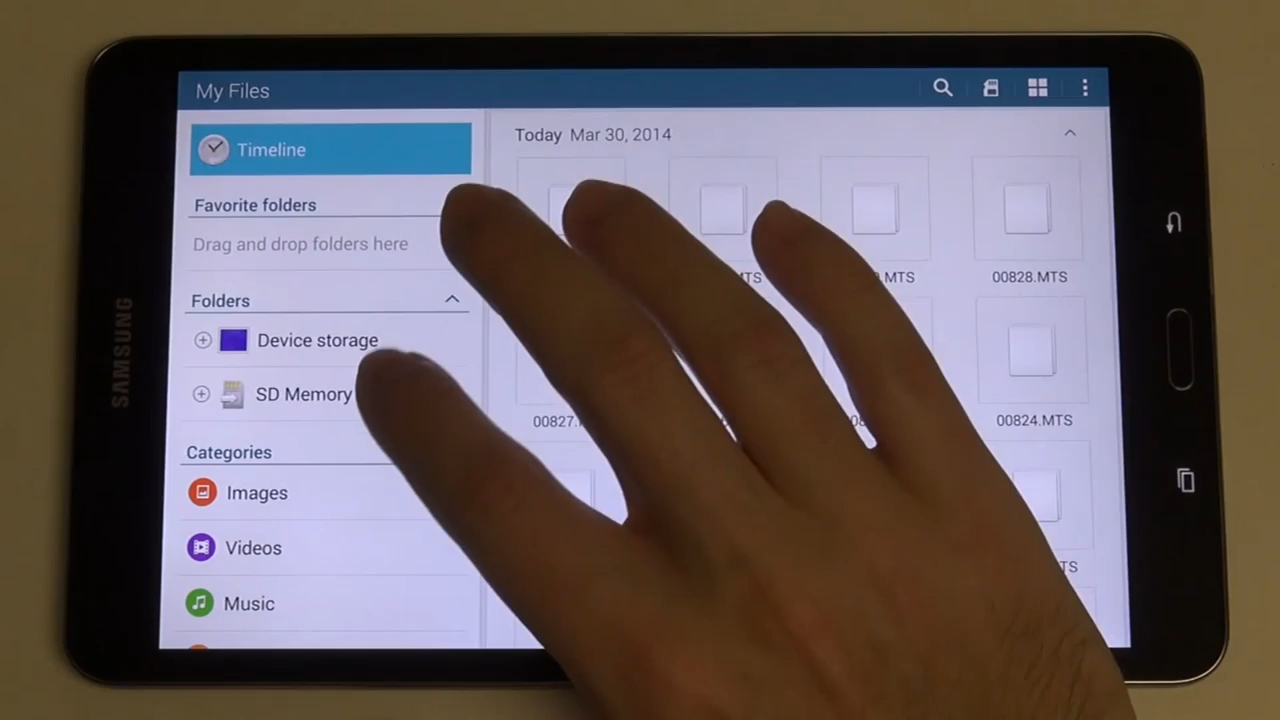 SAMSUNG
My Files
Timeline
Favorite folders
Drag and drop folders here
Folders
Device storage
SD Memory
Categories
Images
Videos
Music
Today Mar 30, 2014
MTS
.MTS
00828.MTS
00827.
00824.MTS
TS